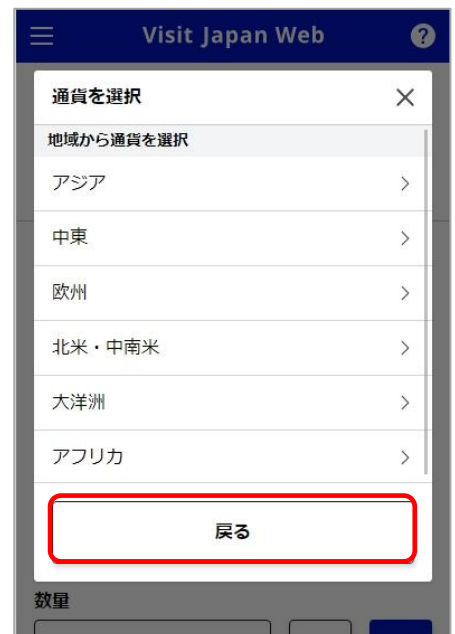 Visit Japan Web ?
通貨を選択
地域から通貨を選択
アジア
中東
欧州
北米・中南米
大洋洲
アフリカ
戻る
数量